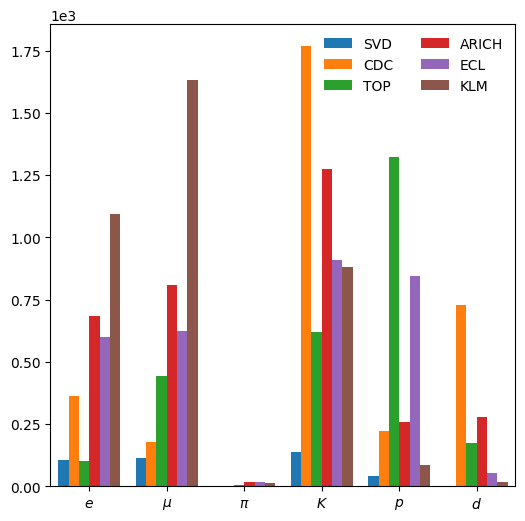 1e3
SVD ARICH
CDC ECL
TOP KLM
1.75
1.50
1.25
1.00
0.75
0.50
0.25
0.00
e μ π K p d